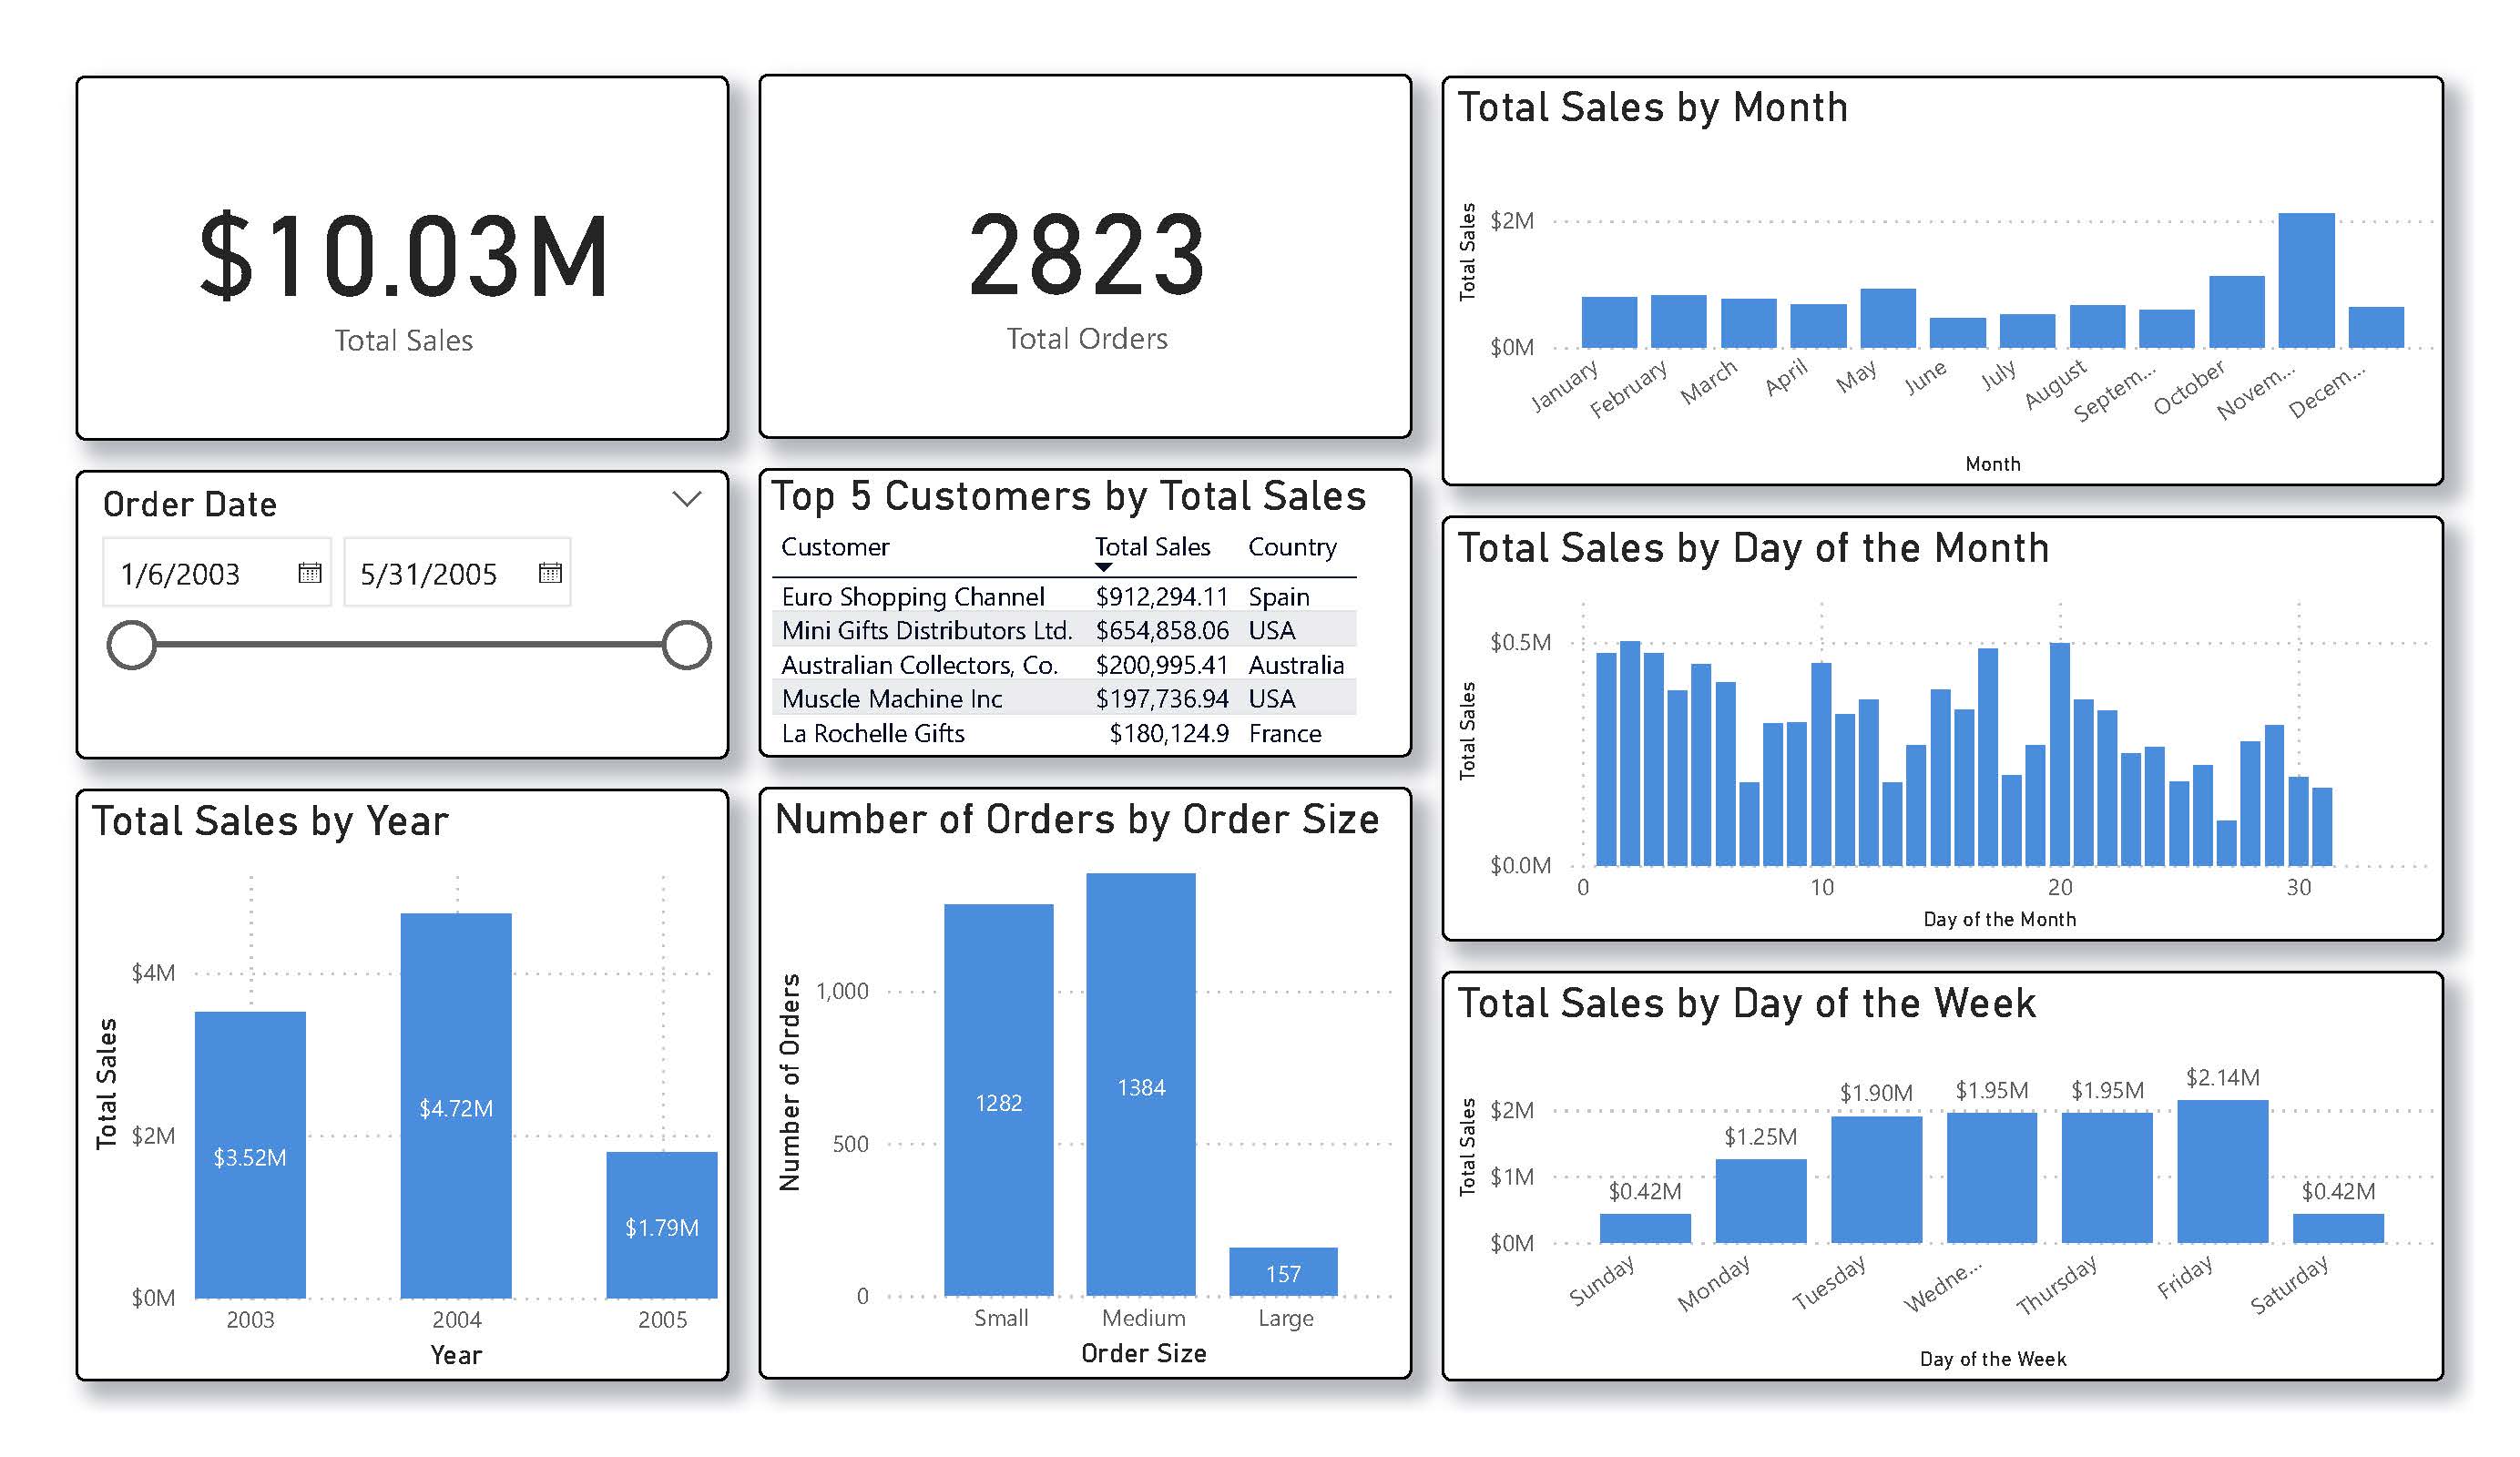 $10.03M
Total Sales
2823
Total Orders
Total Sales by Month
Total Sales
$2M
$0M
January
February
March
April
May
June
July
August
Septem...
October
Novem...
Decem...
Month
Order Date
1/6/2003
5/31/2005
Top 5 Customers by Total Sales
Customer Total Sales Country
Euro Shopping Channel $912,294.11 Spain
Mini Gifts Distributors Ltd. $654,858.06 USA
Australian Collectors, Co. $200,995.41 Australia
Muscle Machine Inc $197,736.94 USA
La Rochelle Gifts $180,124.9 France
Total Sales by Day of the Month
Total Sales
$0.5M
$0.0M
0 10 20 30
Day of the Month
Total Sales by Year
Total Sales
$4M
$2M
$0M
$3.52M
$4.72M
$1.79M
2003 2004 2005
Year
Number of Orders by Order Size
Number of Orders
1,000
500
0
1282
1384
157
Small Medium Large
Order Size
Total Sales by Day of the Week
Total Sales
$2M
$1M
$0M
$0.42M
$1.25M
$1.90M
$1.95M
$1.95M
$2.14M
$0.42M
Sunday
Monday
Tuesday
Wedne...
Thursday
Friday
Saturday
Day of the Week